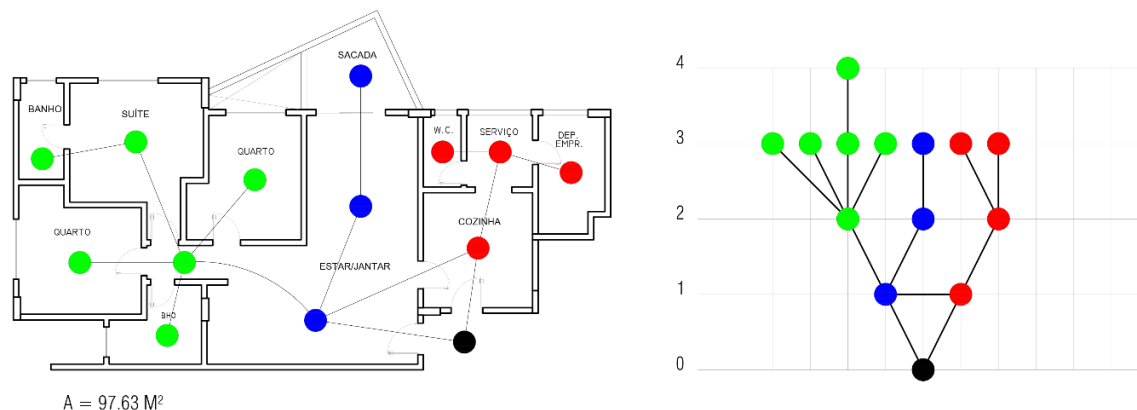 SACADA
BANHO
SUÍTE
W.C.
SERVIÇO
DEP.
EMPR.
QUARTO
COZINHA
QUARTO
ESTAR/JANTAR
BHO
A = 97.63 M²
4
3
2
1
0